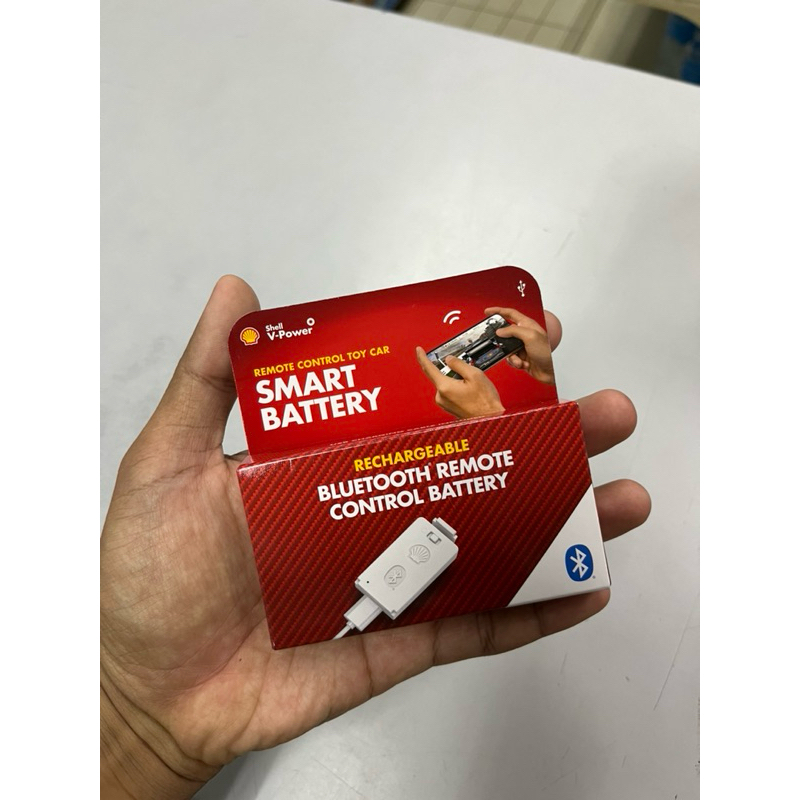 Shell
V-Power
REMOTE CONTROL TOY CAR
SMART
BATTERY
RECHARGEABLE
BLUETOOTH REMOTE
CONTROL BATTERY